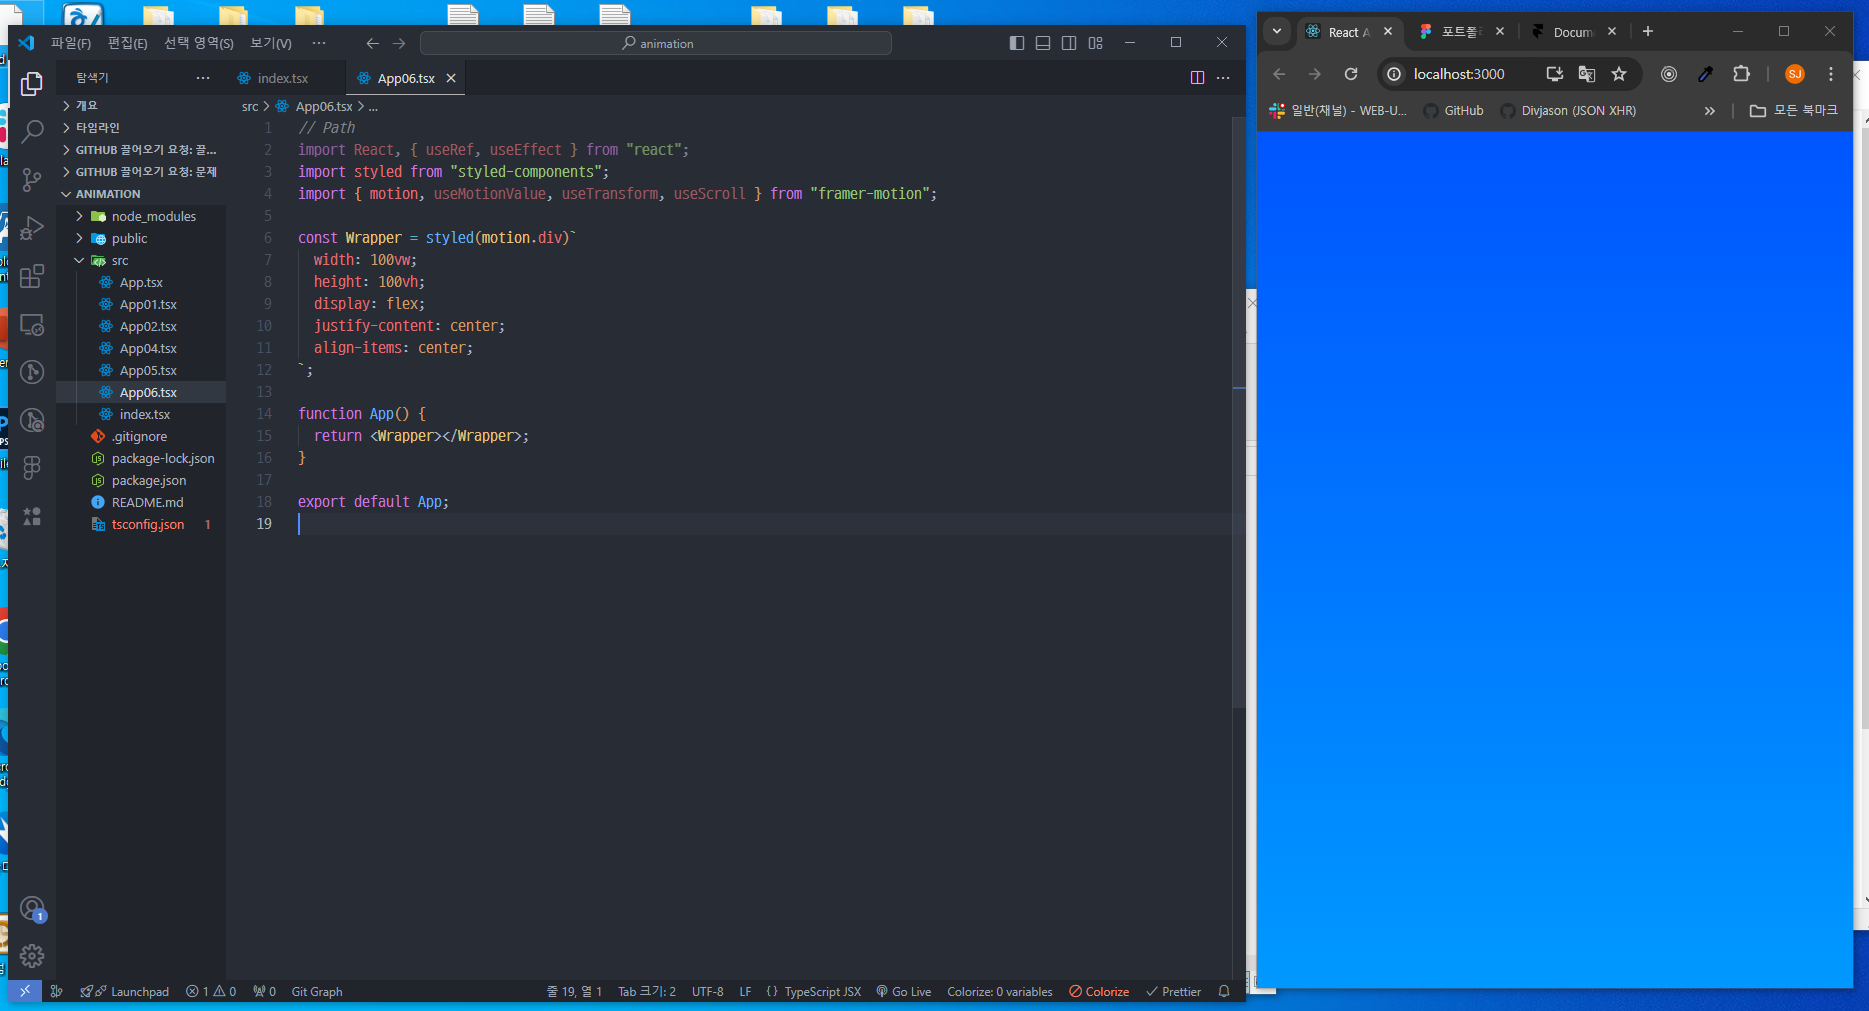 파일(F) 편집(E) 선택 영역(S) 보기(V) ··· animation
탐색기 ···
개요
타임라인
GITHUB 끌어오기 요청: 끌...
GITHUB 끌어오기 요청: 문제
ANIMATION
node_modules
public
src
App.tsx
App01.tsx
App02.tsx
App04.tsx
App05.tsx
App06.tsx
index.tsx
.gitignore
package-lock.json
package.json
README.md
tsconfig.json 1
index.tsx App06.tsx
src > App06.tsx > ...
1 // Path
2 import React, { useRef, useEffect } from "react";
3 import styled from "styled-components";
4 import { motion, useMotionValue, useTransform, useScroll } from "framer-motion";
5
6 const Wrapper = styled(motion.div)`
7 width: 100vw;
8 height: 100vh;
9 display: flex;
10 justify-content: center;
11 align-items: center;
12 `;
13
14 function App() {
15 return <Wrapper></Wrapper>;
16 }
17
18 export default App;
19
1
Launchpad 1 0 0 Git Graph 줄 19, 열 1 Tab 크기: 2 UTF-8 LF {} TypeScript JSX Go Live Colorize: 0 variables Colorize Prettier
React 포트폴 Docum
localhost:3000 SJ
일반(채널) - WEB-U... GitHub Divjason (JSON XHR) » 모든 북마크